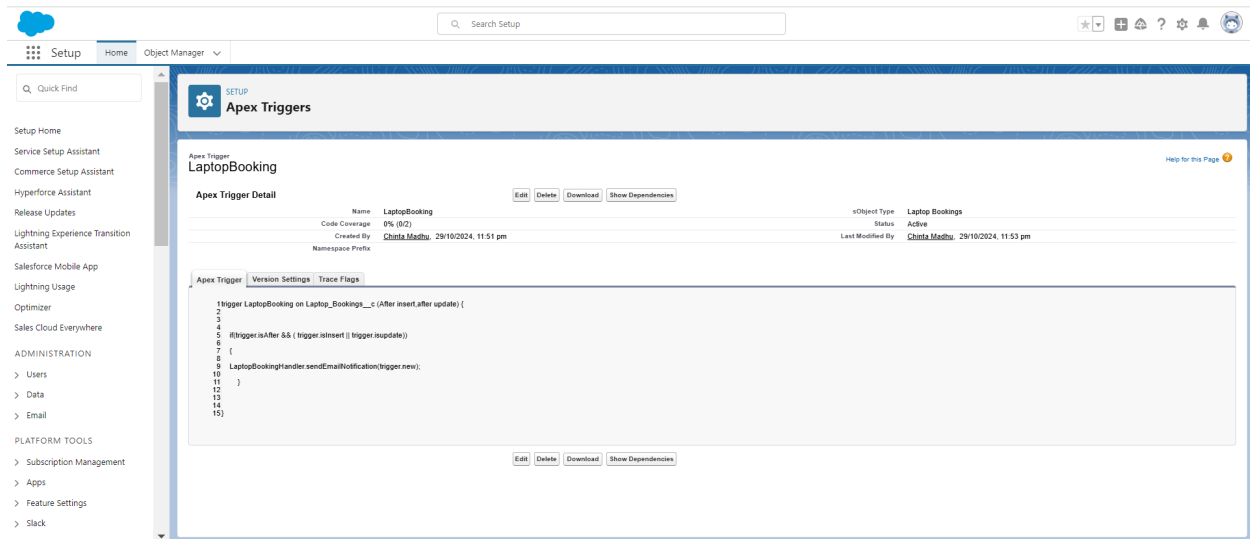 Search Setup
Setup Home Object Manager
Quick Find
Setup Home
Service Setup Assistant
Commerce Setup Assistant
Hyperforce Assistant
Release Updates
Lightning Experience Transition
Assistant
Salesforce Mobile App
Lightning Usage
Optimizer
Sales Cloud Everywhere
ADMINISTRATION
> Users
> Data
> Email
PLATFORM TOOLS
> Subscription Management
> Apps
> Feature Settings
> Slack
SETUP
Apex Triggers
Apex Trigger
LaptopBooking
Help for this Page ?
Apex Trigger Detail Edit Delete Download Show Dependencies
Name LaptopBooking sObject Type Laptop Bookings
Code Coverage 0% (0/2) Status Active
Created By Chinta Madhu, 29/10/2024, 11:51 pm Last Modified By Chinta Madhu, 29/10/2024, 11:53 pm
Namespace Prefix
Apex Trigger Version Settings Trace Flags
1trigger LaptopBooking on Laptop_Bookings__c (After insert,after update) {
2
3
4
5 if(trigger.isAfter && ( trigger.isInsert || trigger.isupdate))
6
7 {
8
9 LaptopBookingHandler.sendEmailNotification(trigger.new);
10
11 }
12
13
14
15}
Edit Delete Download Show Dependencies